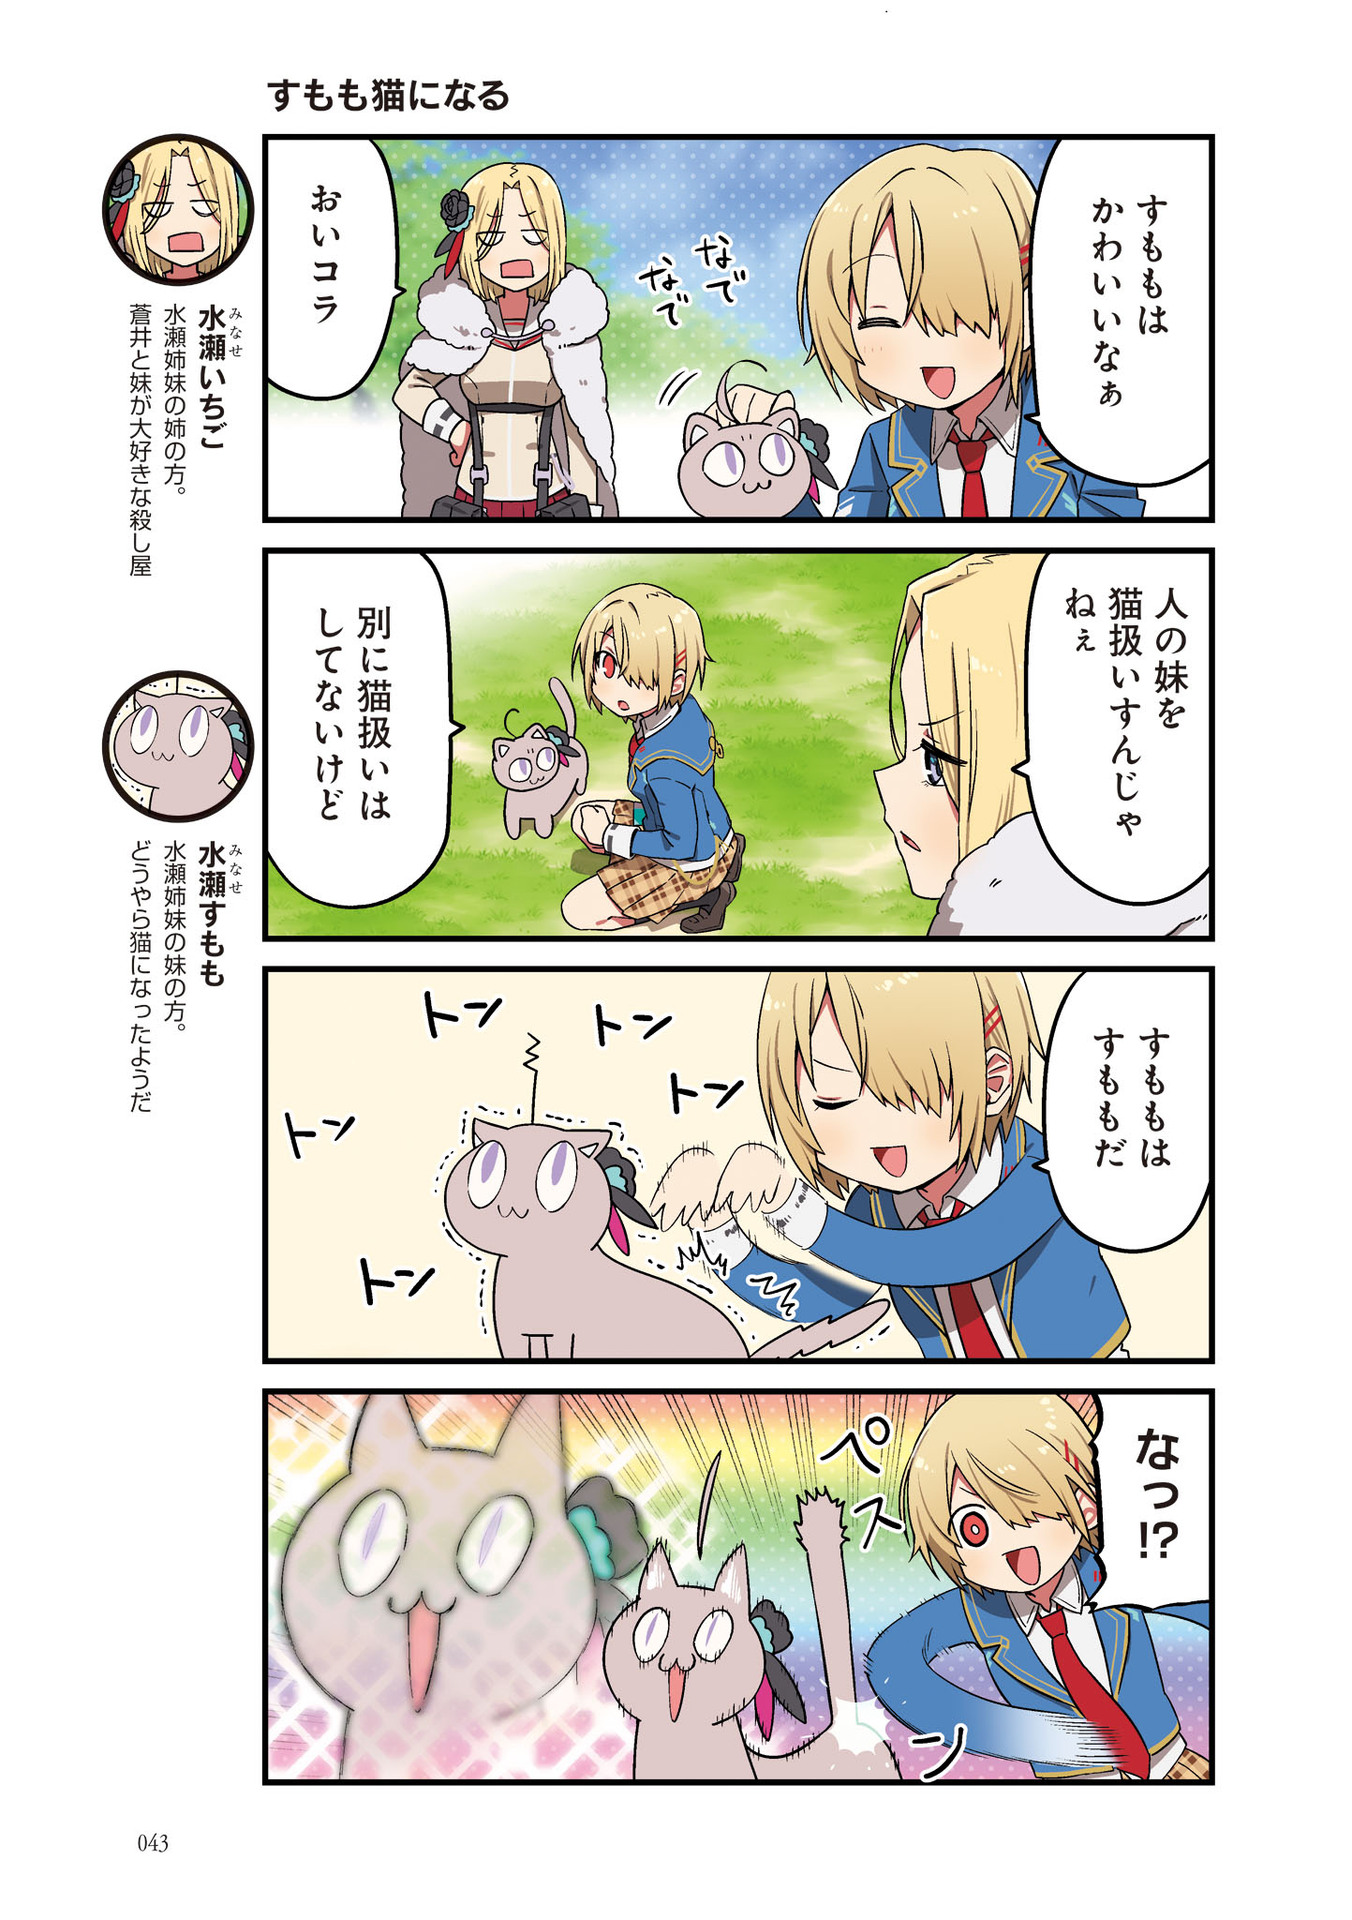 すもも猫になる
すももは
かわいいなぁ
なでなで
おいコラ
人の妹を
猫扱いすんじゃ
ねぇ
別に猫扱いは
してないけど
すももは
すももだ
トン
トン
トン
トン
トン
なっ!?
ペスン
みなせ
水瀬いちご
水瀬姉妹の姉の方。
蒼井と妹が大好きな殺し屋
みなせ
水瀬すもも
水瀬姉妹の妹の方。
どうやら猫になったようだ
043